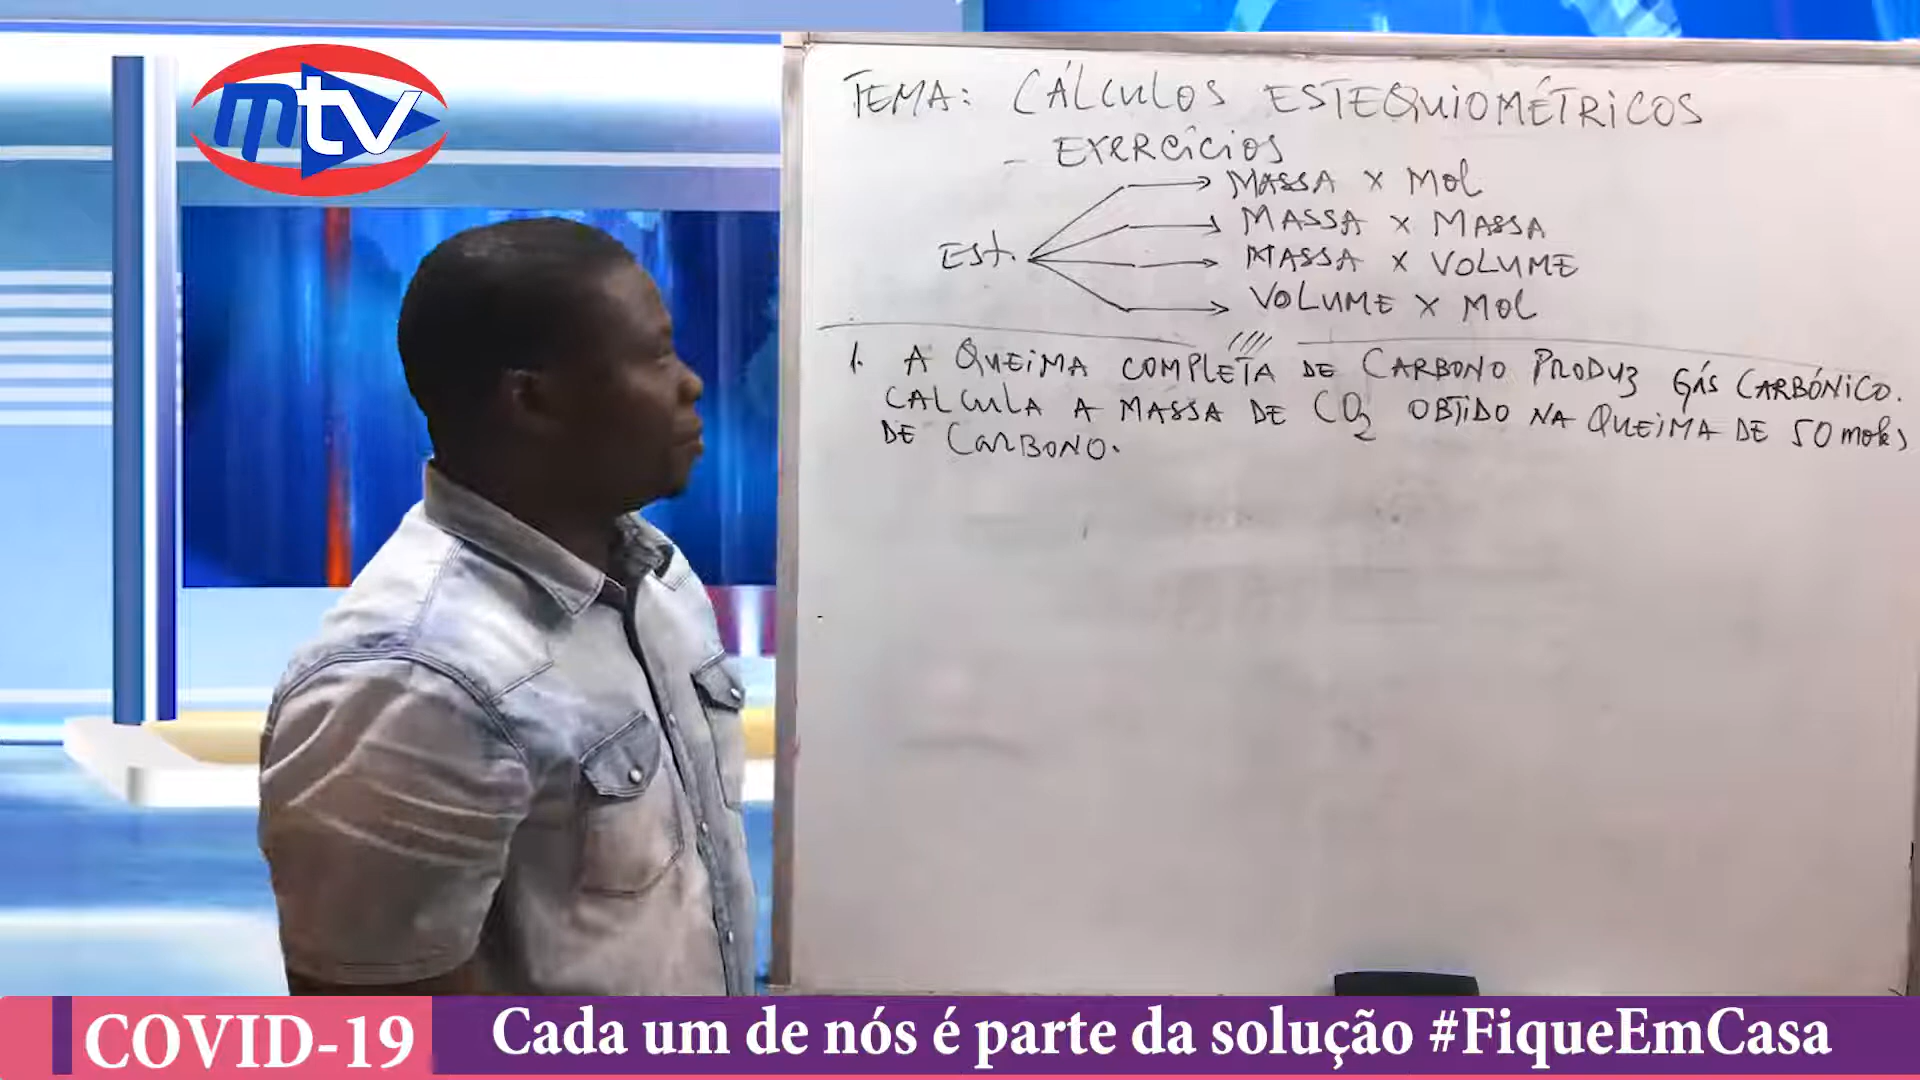 mtv
TEMA: CÁLCULOS ESTEQUIOMÉTRICOS
- EXERCÍCIOS
MASSA X MOL
MASSA X MASSA
Est.
MASSA X VOLUME
VOLUME X MOL
1. A QUEIMA COMPLETA DE CARBONO PRODUZ GÁS CARBÓNICO.
CALCULA A MASSA DE CO2 OBTIDO NA QUEIMA DE 50 moles
DE CARBONO.
COVID-19
Cada um de nós é parte da solução #FiqueEmCasa